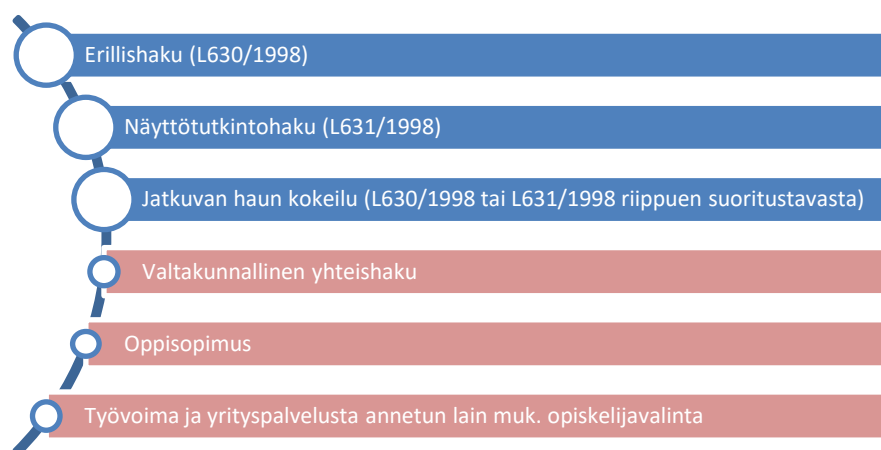 Erillishaku (L630/1998)
Näyttötutkintohaku (L631/1998)
Jatkuvan haun kokeilu (L630/1998 tai L631/1998 riippuen suoritustavasta)
Valtakunnallinen yhteishaku
Oppisopimus
Työvoima ja yrityspalvelusta annetun lain muk. opiskelijavalinta